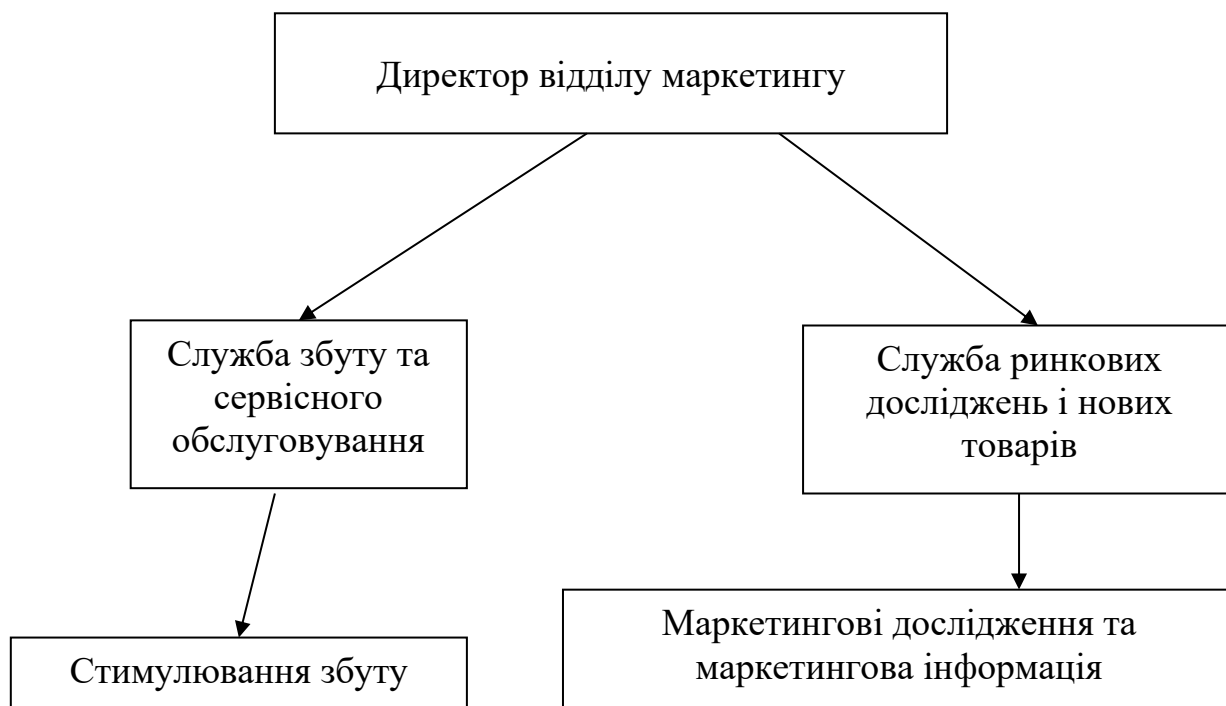 Директор відділу маркетингу
Служба збуту та
сервісного
обслуговування
Служба ринкових
досліджень і нових
товарів
Стимулювання збуту
Маркетингові дослідження та
маркетингова інформація